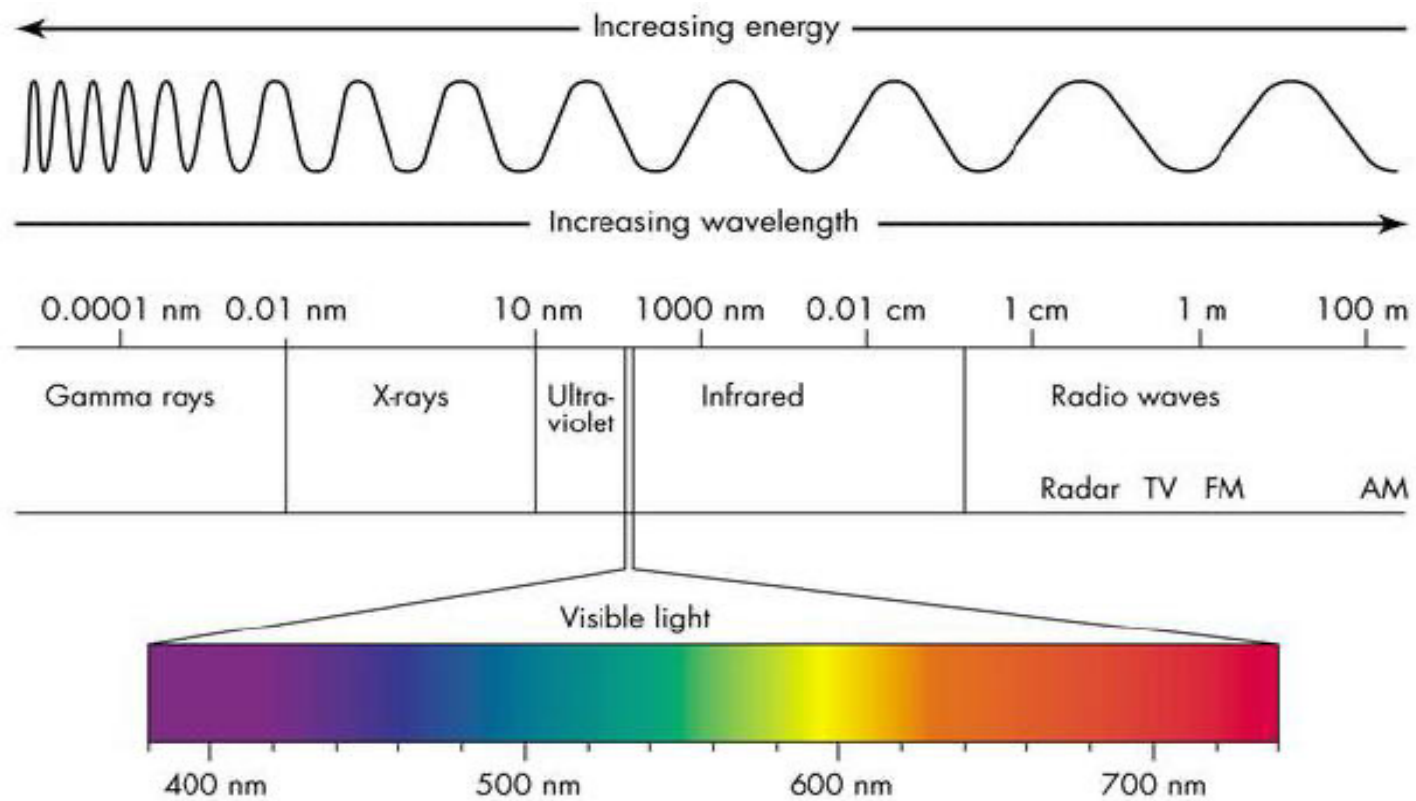 Increasing energy
Increasing wavelength
0.0001 nm 0.01 nm 10 nm 1000 nm 0.01 cm 1 cm 1 m 100 m
Gamma rays X-rays Ultra- Infrared Radio waves
violet
Radar TV FM AM
Visible light
400 nm 500 nm 600 nm 700 nm